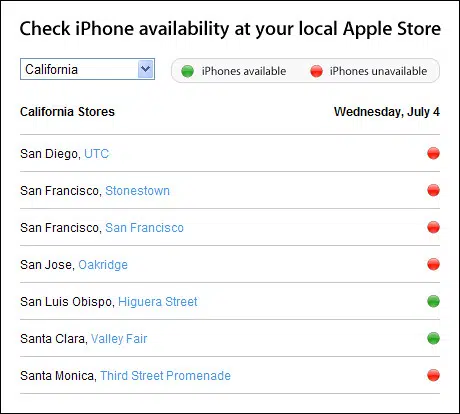 Check iPhone availability at your local Apple Store
California
iPhones available
iPhones unavailable
California Stores Wednesday, July 4
San Diego, UTC
San Francisco, Stonestown
San Francisco, San Francisco
San Jose, Oakridge
San Luis Obispo, Higuera Street
Santa Clara, Valley Fair
Santa Monica, Third Street Promenade